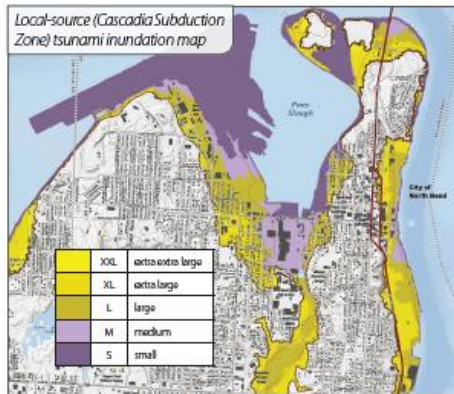 Local-source (Cascadia Subduction
Zone) tsunami inundation map
Pony
Slough
City of
North Bend
XXL extra extra large
XL extra large
L large
M medium
S small